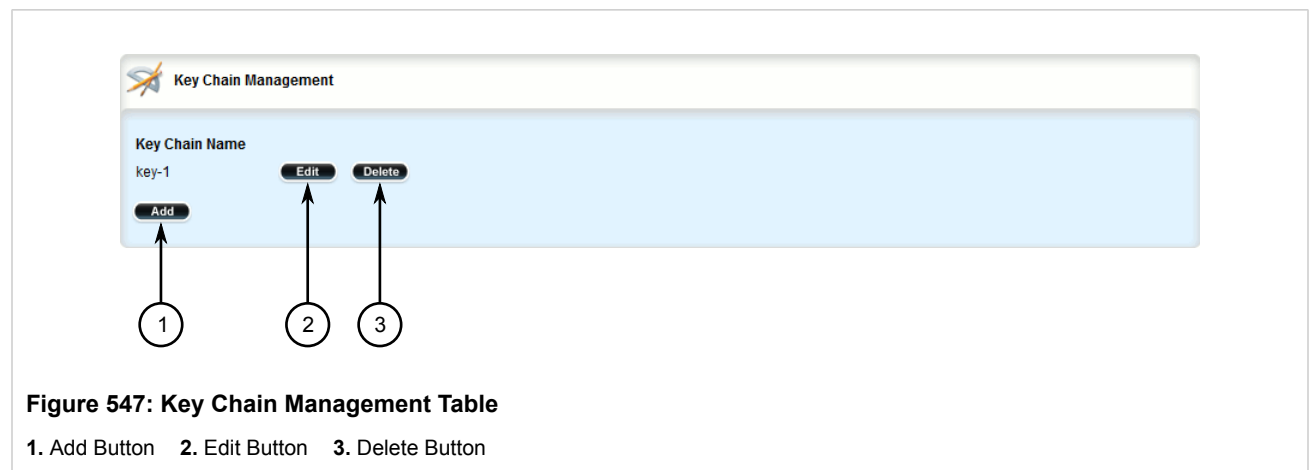 Key Chain Management
Key Chain Name
key-1 Edit Delete
Add
1 2 3
Figure 547: Key Chain Management Table
1. Add Button 2. Edit Button 3. Delete Button